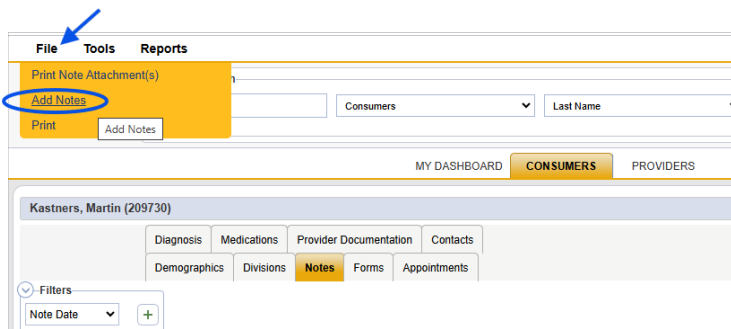 File Tools Reports
Print Note Attachment(s)
Add Notes
Consumers Last Name
Print
Add Notes
MY DASHBOARD CONSUMERS PROVIDERS
Kastners, Martin (209730)
Diagnosis Medications Provider Documentation Contacts
Demographics Divisions Notes Forms Appointments
Filters
Note Date +